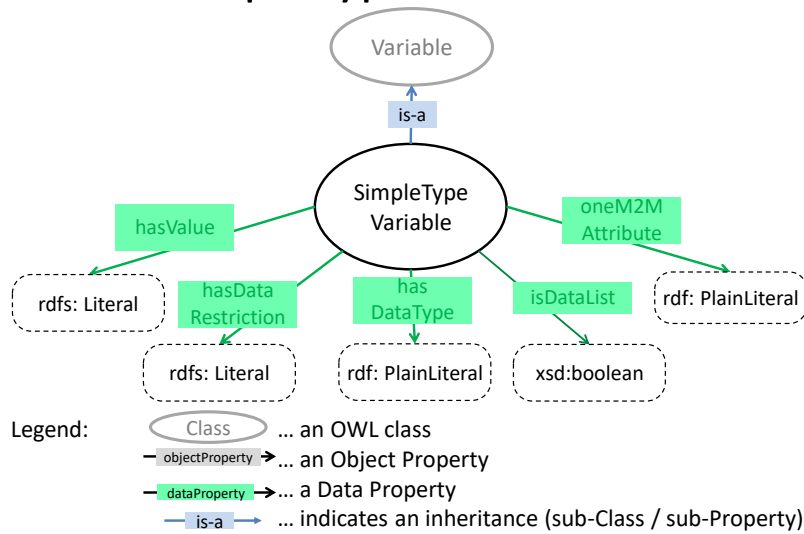 Variable
is-a
SimpleType
Variable
hasValue
oneM2M
Attribute
hasData
Restriction
has
DataType
isDataList
rdfs: Literal
rdf: PlainLiteral
rdfs: Literal
rdf: PlainLiteral
xsd:boolean
Legend:
Class
... an OWL class
objectProperty
... an Object Property
dataProperty
... a Data Property
is-a
... indicates an inheritance (sub-Class / sub-Property)